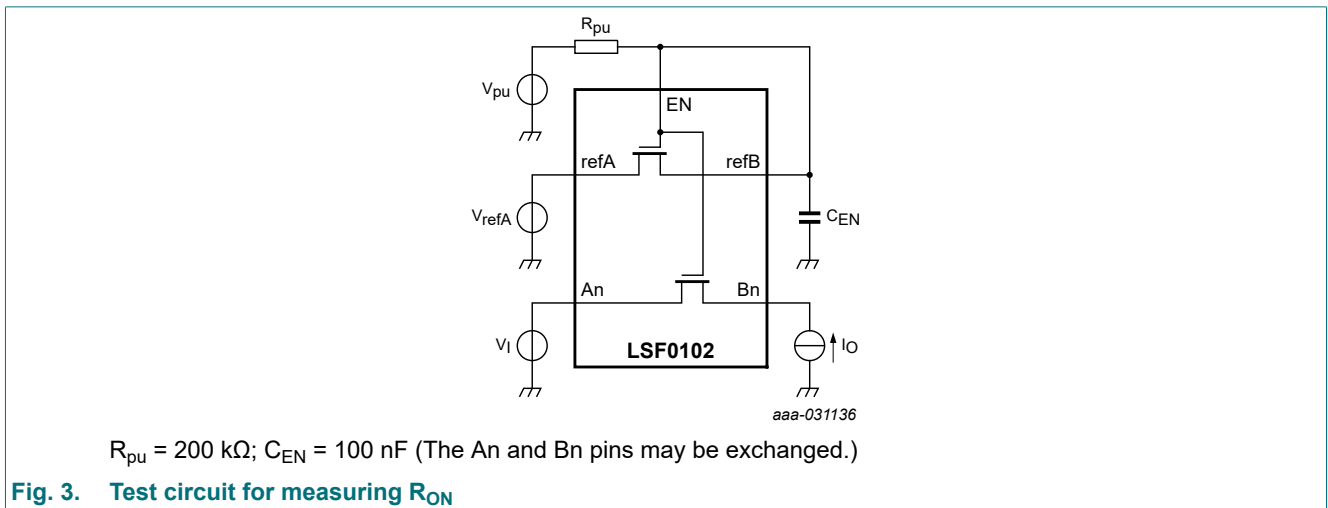 Rpu
Vpu
EN
refA
refB
VrefA
CEN
An
Bn
VI
LSF0102
IO
aaa-031136
Rpu = 200 kΩ; CEN = 100 nF (The An and Bn pins may be exchanged.)
Fig. 3. Test circuit for measuring RON